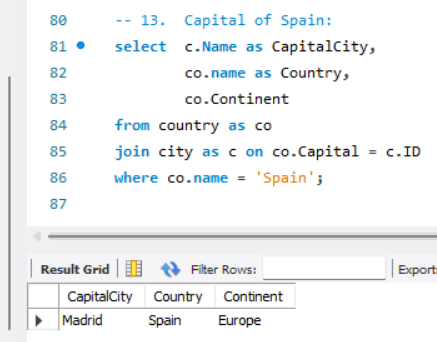 80 -- 13. Capital of Spain:
81 select c.Name as CapitalCity,
82 co.name as Country,
83 co.Continent
84 from country as co
85 join city as c on co.Capital = c.ID
86 where co.name = 'Spain';
87
Result Grid Filter Rows: Export
CapitalCity Country Continent
Madrid Spain Europe